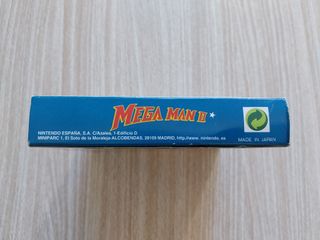 MEGA MAN II
NINTENDO ESPAÑA, S.A. C/Azalea, 1-Edificio D
MINIPARC 1, El Soto de la Moraleja ALCOBENDAS, 28109 MADRID, http://www.nintendo.es
MADE IN JAPAN